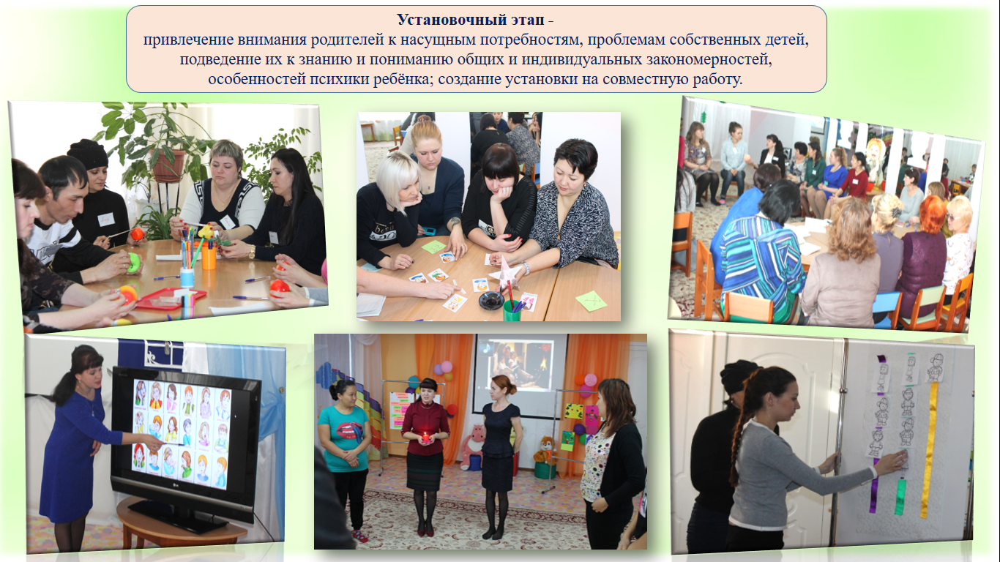 Установочный этап -
привлечение внимания родителей к насущным потребностям, проблемам собственных детей,
подведение их к знанию и пониманию общих и индивидуальных закономерностей,
особенностей психики ребёнка; создание установки на совместную работу.
LG